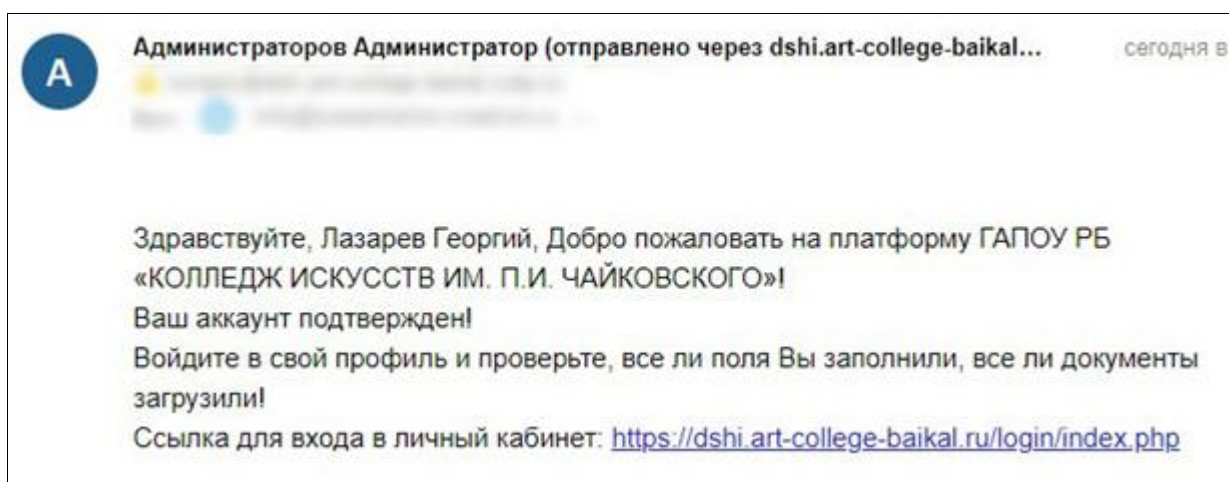 А
Администраторов Администратор (отправлено через dshi.art-college-baikal... сегодня в
Здравствуйте, Лазарев Георгий, Добро пожаловать на платформу ГАПОУ РБ
«КОЛЛЕДЖ ИСКУССТВ ИМ. П.И. ЧАЙКОВСКОГО»!
Ваш аккаунт подтвержден!
Войдите в свой профиль и проверьте, все ли поля Вы заполнили, все ли документы
загрузили!
Ссылка для входа в личный кабинет: https://dshi.art-college-baikal.ru/login/index.php